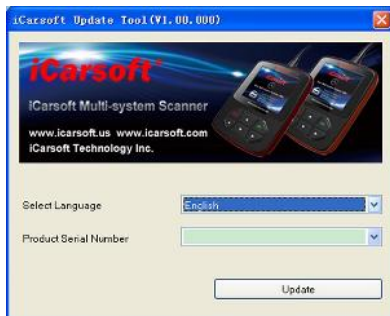 iCarsoft Update Tool(V1.00.000)
iCarsoft
iCarsoft Multi-system Scanner
www.icarsoft.us www.icarsoft.com
iCarsoft Technology Inc.
Select Language
English
Product Serial Number
Update